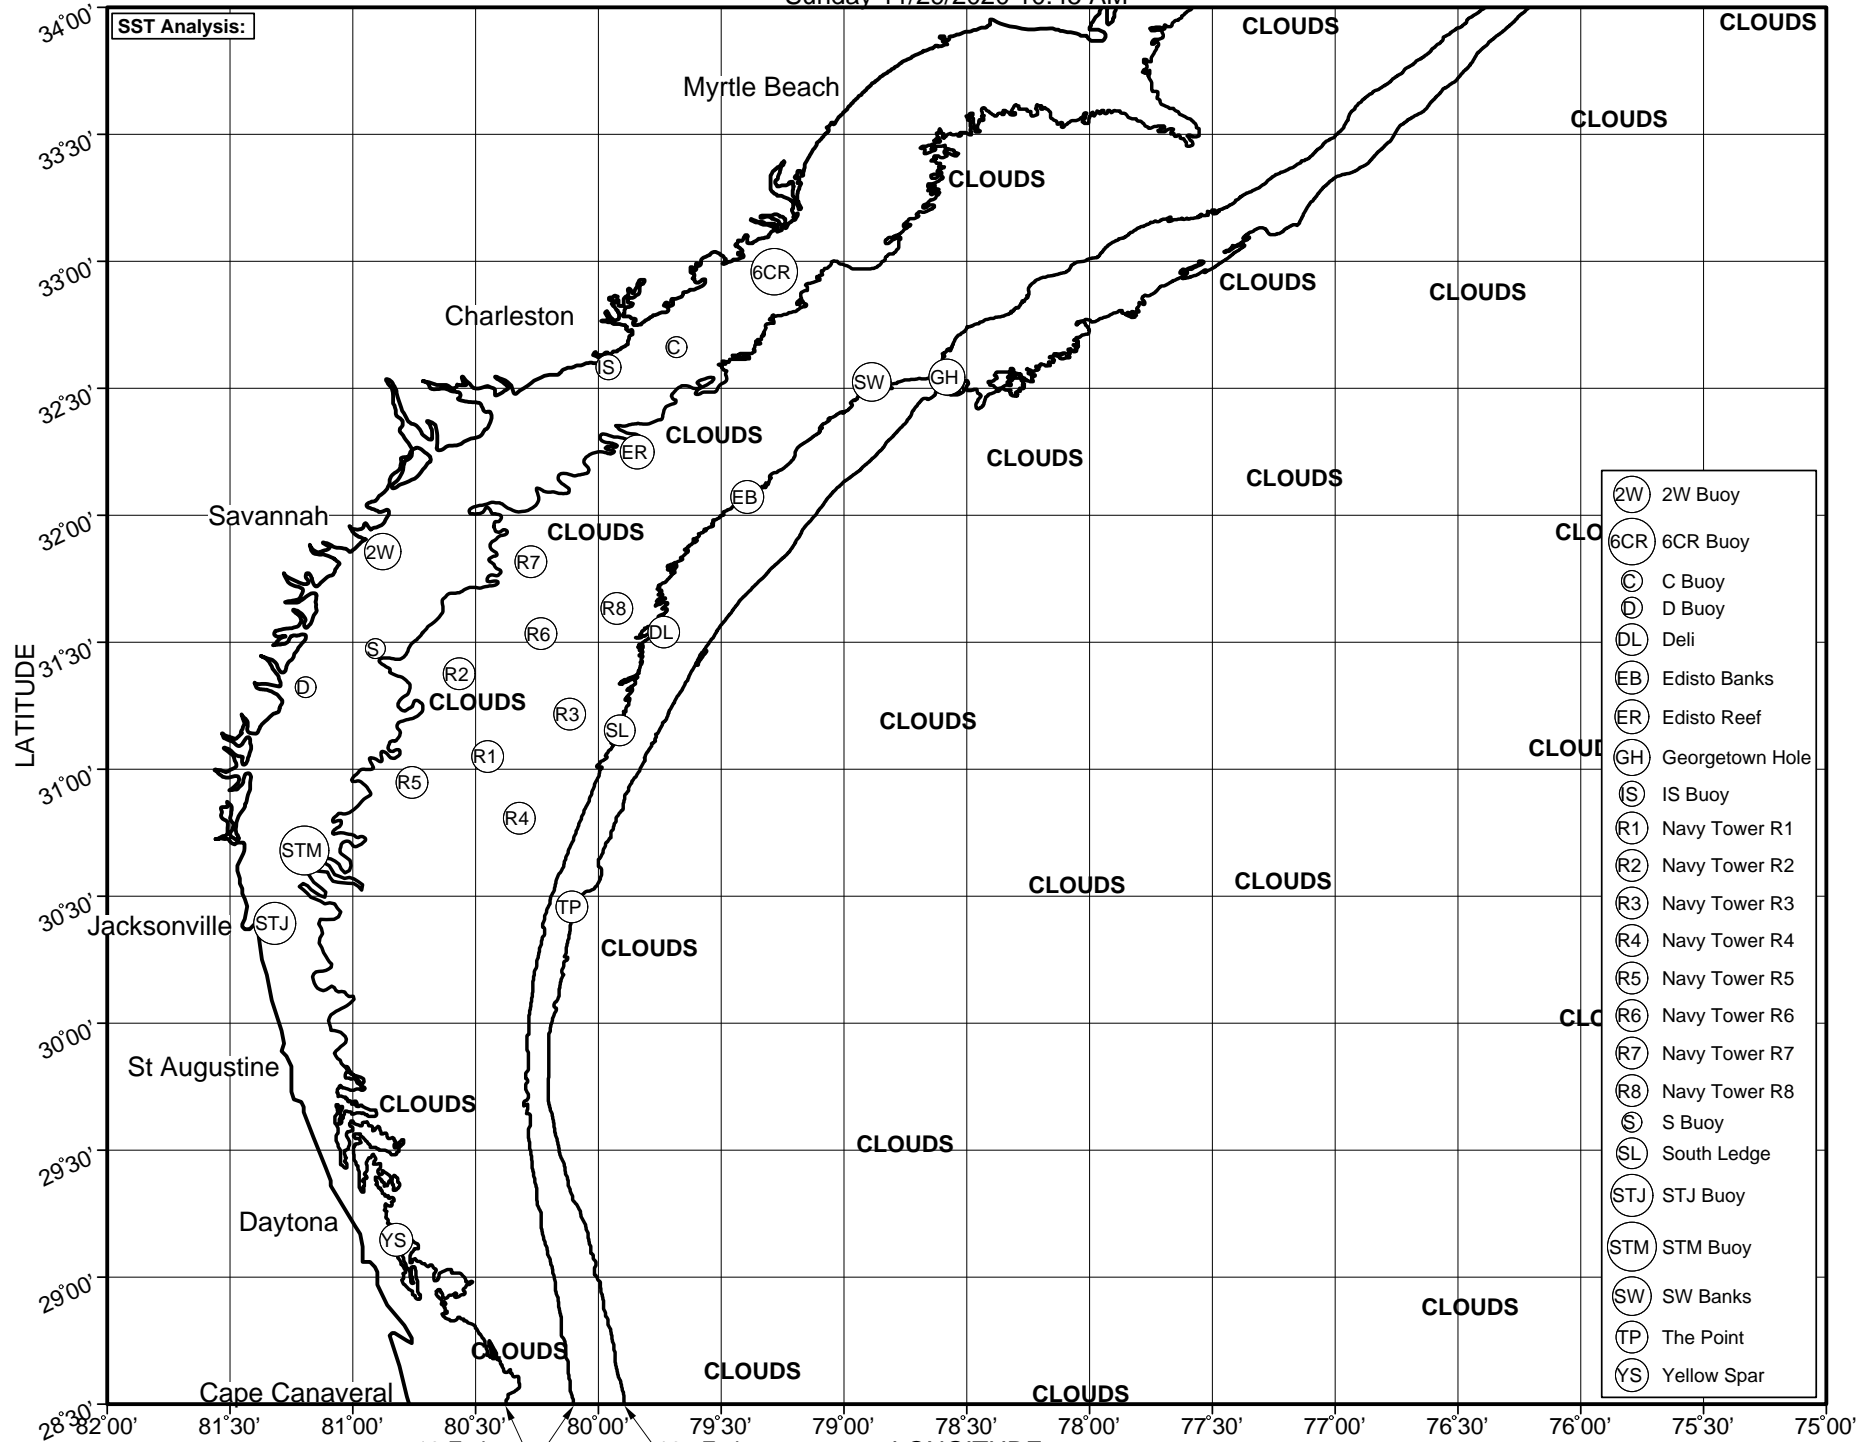 34°00'
SST Analysis:
CLOUDS
CLOUDS
Myrtle Beach
CLOUDS
33°30'
CLOUDS
33°00'
6CR
CLOUDS
CLOUDS
Charleston
C
IS
SW
GH
32°30'
CLOUDS
ER
CLOUDS
CLOUDS
EB
Savannah
32°00'
CLOUDS
2W
R7
R8
R6
DL
31°30'
S
R2
D
CLOUDS
R3
CLOUDS
SL
R1
31°00'
R5
R4
STM
CLOUDS
CLOUDS
30°30'
TP
Jacksonville
STJ
CLOUDS
30°00'
St Augustine
CLOUDS
29°30'
CLOUDS
Daytona
YS
29°00'
CLOUDS
CLOUDS
CLOUDS
Cape Canaveral
CLOUDS
28°30'
LATITUDE
2W 2W Buoy
6CR 6CR Buoy
C C Buoy
D D Buoy
DL Deli
EB Edisto Banks
ER Edisto Reef
GH Georgetown Hole
IS IS Buoy
R1 Navy Tower R1
R2 Navy Tower R2
R3 Navy Tower R3
R4 Navy Tower R4
R5 Navy Tower R5
R6 Navy Tower R6
R7 Navy Tower R7
R8 Navy Tower R8
S S Buoy
SL South Ledge
STJ STJ Buoy
STM STM Buoy
SW SW Banks
TP The Point
YS Yellow Spar
82°00' 81°30' 81°00' 80°30' 80°00' 79°30' 79°00' 78°30' 78°00' 77°30' 77°00' 76°30' 76°00' 75°30' 75°00'